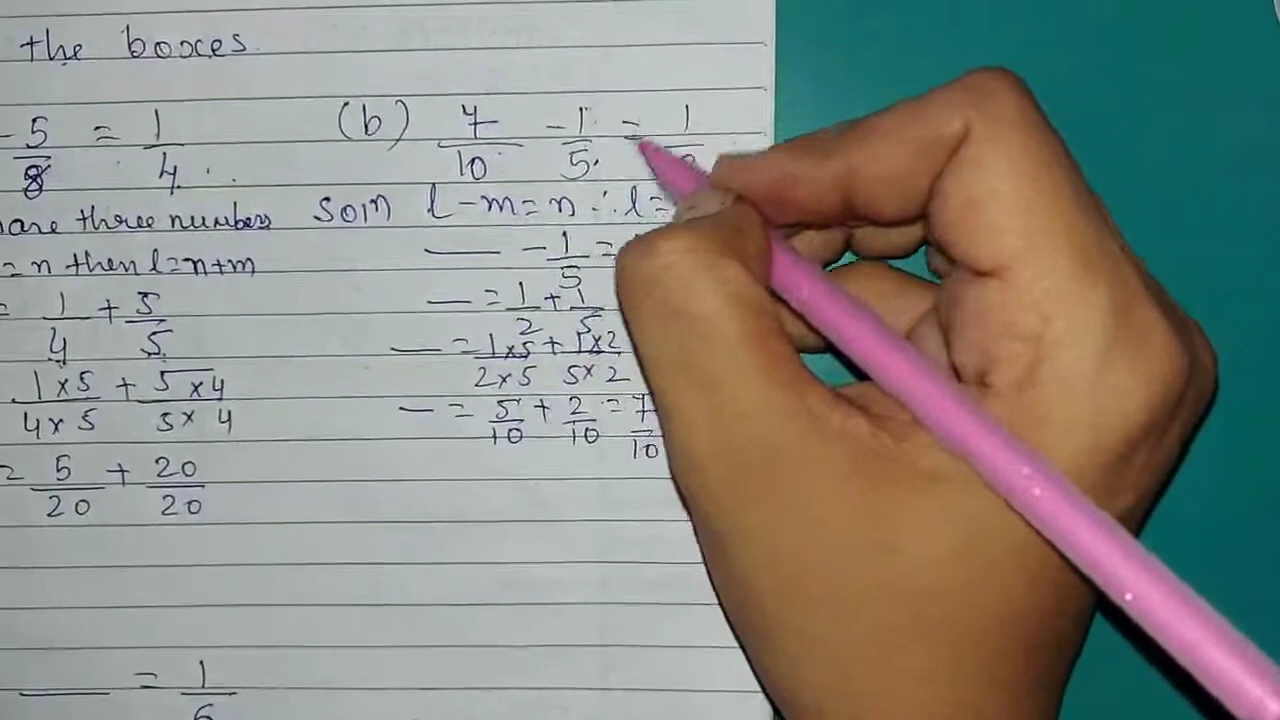 the boxes.
- 5/8 = 1/4 (b) 7/10 - 1/5 = 1/
are three numbers Soln l - m = n ∴ l =
= n then l = n + m — - 1/5 =
= 1/4 + 5/5 — = 1/2 + 1/5
1×5/4×5 + 5×4/5×4 — = 1×5/2×5 + 1×2/5×2
= 5/20 + 20/20 — = 5/10 + 2/10 = 7/10
— = 1/6